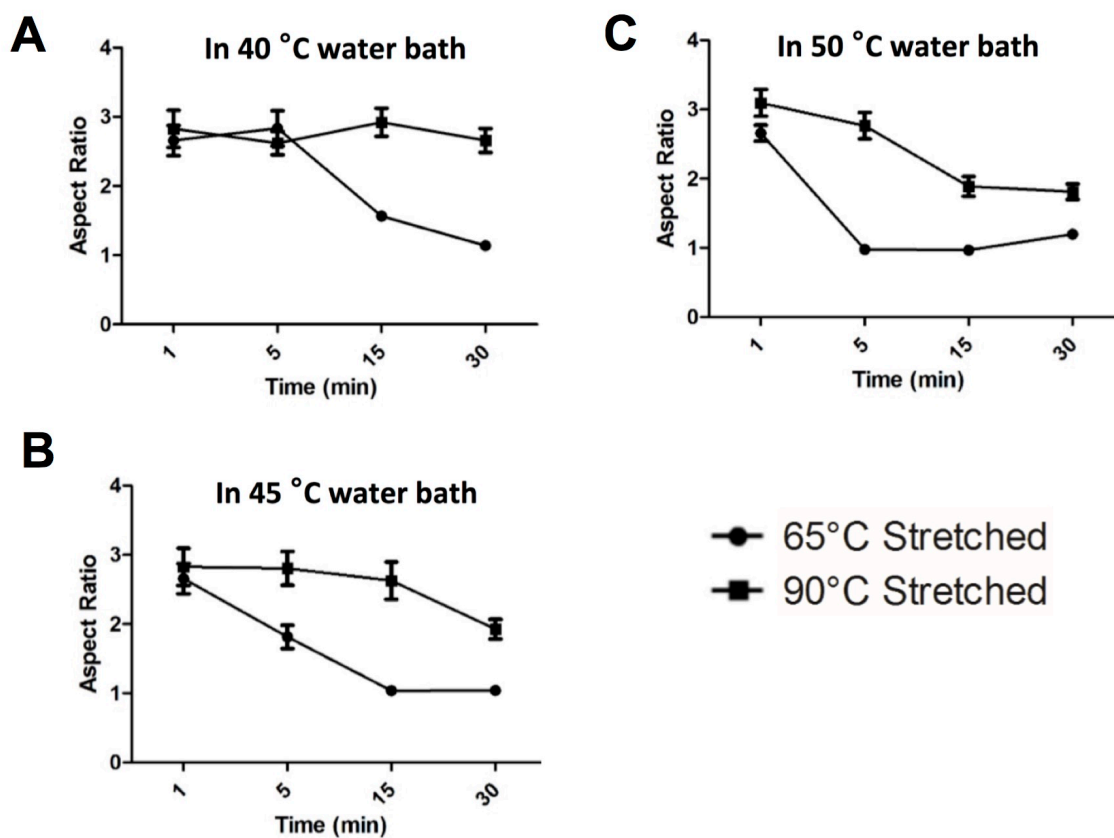 A
In 40 °C water bath
4
3
2
1
0
Aspect Ratio
1
5
15
30
Time (min)
C
In 50 °C water bath
4
3
2
1
0
Aspect Ratio
1
5
15
30
Time (min)
B
In 45 °C water bath
4
3
2
1
0
Aspect Ratio
1
5
15
30
Time (min)
65°C Stretched
90°C Stretched